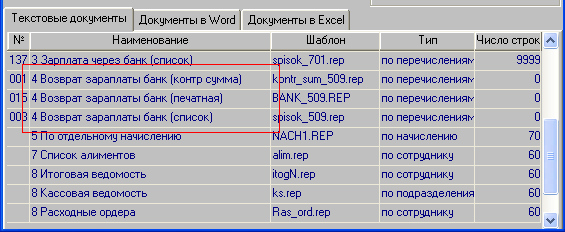 Текстовые документы Документы в Word Документы в Excel
№ Наименование Шаблон Тип Число строк
137 3 Зарплата через банк (список) spisok_701.rep по перечислениям 9999
001 4 Возврат зараплаты банк (контр сумма) kontr_sum_509.rep по перечислениям 0
015 4 Возврат зараплаты банк (печатная) BANK_509.REP по перечислениям 0
003 4 Возврат зараплаты банк (список) spisok_509.rep по перечислениям 0
5 По отдельному начислению NACH1.REP по начислению 70
7 Список алиментов alim.rep по сотруднику 60
8 Итоговая ведомость itogN.rep по сотруднику 60
8 Кассовая ведомость ks.rep по подразделения 60
8 Расходные ордера Ras_ord.rep по сотруднику 60